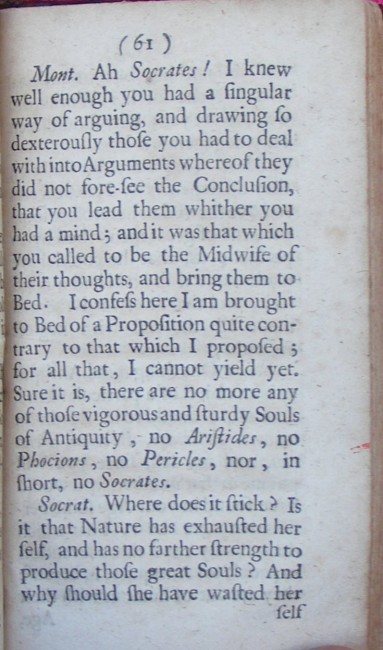 (61)
Mont. Ah Socrates! I knew
well enough you had a ſingular
way of arguing, and drawing ſo
dexterouſly thoſe you had to deal
with into Arguments whereof they
did not fore-ſee the Concluſion,
that you lead them whither you
had a mind; and it was that which
you called to be the Midwife of
their thoughts, and bring them to
Bed. I confeſs here I am brought
to Bed of a Propoſition quite con-
trary to that which I propoſed;
for all that, I cannot yield yet.
Sure it is, there are no more any
of thoſe vigorous and ſturdy Souls
of Antiquity, no Ariſtides, no
Phocions, no Pericles, nor, in
ſhort, no Socrates.
Socrat. Where does it ſtick? Is
it that Nature has exhauſted her
ſelf, and has no farther ſtrength to
produce thoſe great Souls? And
why ſhould ſhe have waſted her
ſelf